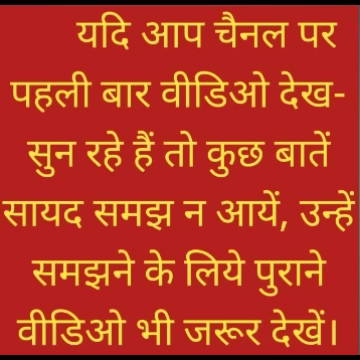 यदि आप चैनल पर
पहली बार वीडिओ देख-
सुन रहे हैं तो कुछ बातें
सायद समझ न आयें, उन्हें
समझने के लिये पुराने
वीडिओ भी जरूर देखें।